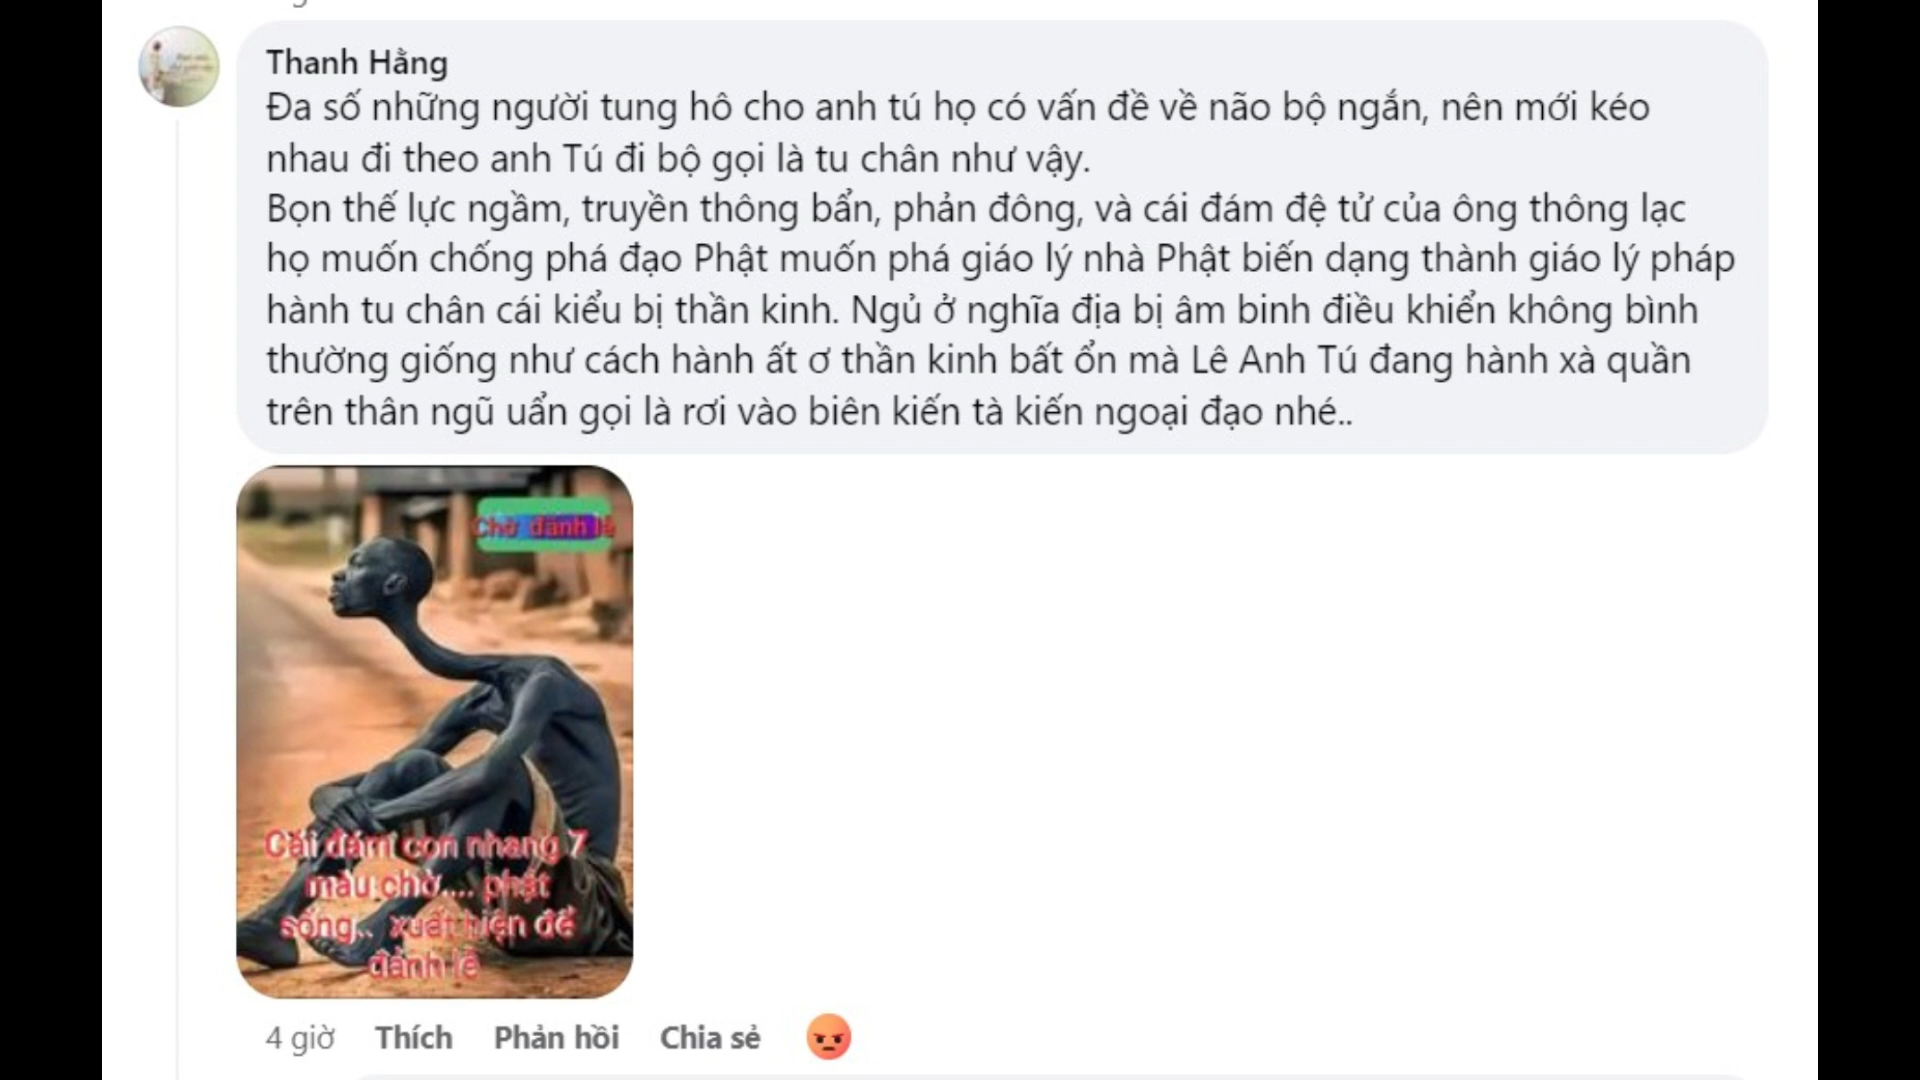 Thanh Hằng
Đa số những người tung hô cho anh tú họ có vấn đề về não bộ ngắn, nên mới kéo
nhau đi theo anh Tú đi bộ gọi là tu chân như vậy.
Bọn thế lực ngầm, truyền thông bẩn, phản đông, và cái đám đệ tử của ông thông lạc
họ muốn chống phá đạo Phật muốn phá giáo lý nhà Phật biến dạng thành giáo lý pháp
hành tu chân cái kiểu bị thần kinh. Ngủ ở nghĩa địa bị âm binh điều khiển không bình
thường giống như cách hành ất ơ thần kinh bất ổn mà Lê Anh Tú đang hành xà quần
trên thân ngũ uẩn gọi là rơi vào biên kiến tà kiến ngoại đạo nhé..
Chờ đảnh lê
Cái đám con nhang 7
màu chờ.... phật
sống.. xuất hiện để
đảnh lê
4 giờ Thích Phản hồi Chia sẻ